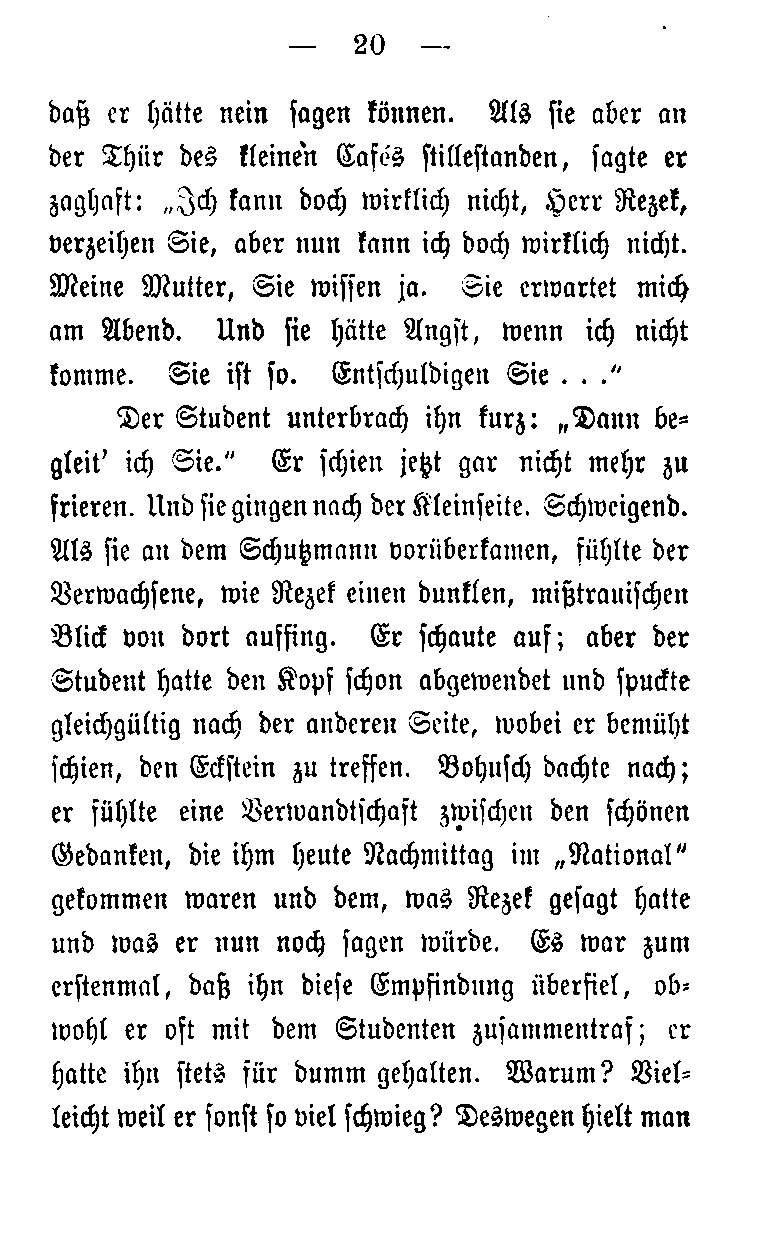 — 20 —
daß er hätte nein sagen können. Als sie aber an
der Thür des kleinen Cafés stillestanden, sagte er
zaghaft: „Ich kann doch wirklich nicht, Herr Rezek,
verzeihen Sie, aber nun kann ich doch wirklich nicht.
Meine Mutter, Sie wissen ja. Sie erwartet mich
am Abend. Und sie hätte Angst, wenn ich nicht
komme. Sie ist so. Entschuldigen Sie . . ."
Der Student unterbrach ihn kurz: „Dann be-
gleit' ich Sie." Er schien jetzt gar nicht mehr zu
frieren. Und sie gingen nach der Kleinseite. Schweigend.
Als sie an dem Schutzmann vorüberkamen, fühlte der
Verwachsene, wie Rezek einen dunklen, mißtrauischen
Blick von dort auffing. Er schaute auf; aber der
Student hatte den Kopf schon abgewendet und spuckte
gleichgültig nach der anderen Seite, wobei er bemüht
schien, den Eckstein zu treffen. Bohusch dachte nach;
er fühlte eine Verwandtschaft zwischen den schönen
Gedanken, die ihm heute Nachmittag im „National"
gekommen waren und dem, was Rezek gesagt hatte
und was er nun noch sagen würde. Es war zum
erstenmal, daß ihn diese Empfindung überfiel, ob-
wohl er oft mit dem Studenten zusammentraf; er
hatte ihn stets für dumm gehalten. Warum? Viel-
leicht weil er sonst so viel schwieg? Deswegen hielt man